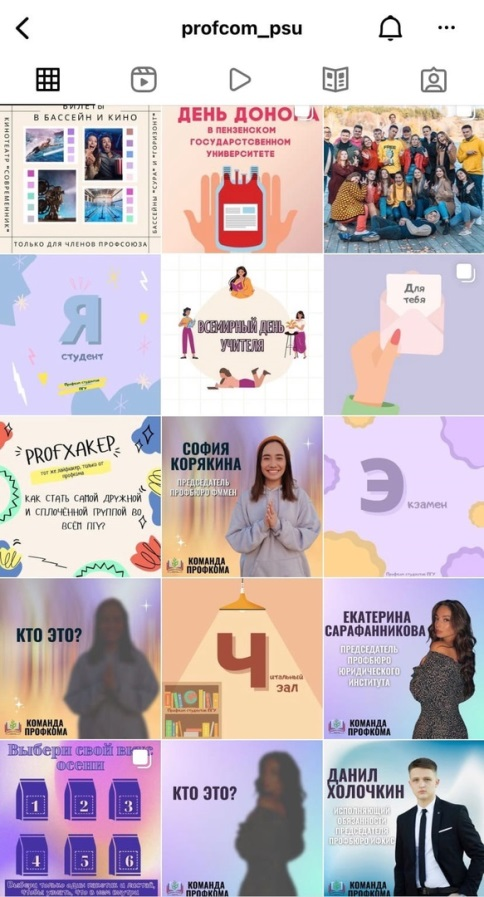 profcom_psu
БИЛЕТЫ
В БАССЕЙН И КИНО
КИНОТЕАТР "СОВРЕМЕННИК"
БАССЕЙНЫ "СУРА" И "ГОРИЗОНТ"
ТОЛЬКО ДЛЯ ЧЛЕНОВ ПРОФСОЮЗА
ДЕНЬ ДОНОРА
В ПЕНЗЕНСКОМ
ГОСУДАРСТВЕННОМ
УНИВЕРСИТЕТЕ
Я
студент
Профком студентов
ПГУ
ВСЕМИРНЫЙ ДЕНЬ
УЧИТЕЛЯ
Для
тебя
PROFХАКЕР
тот же лайфхакер, только от
профкома
КАК СТАТЬ САМОЙ ДРУЖНОЙ
И СПЛОЧЁННОЙ ГРУППОЙ ВО
ВСЁМ ПГУ?
СОФИЯ
КОРЯКИНА
ПРЕДСЕДАТЕЛЬ
ПРОФБЮРО ФММЕН
КОМАНДА
ПРОФКОМА
Э
кзамен
Профком студентов ПГУ
КТО ЭТО?
КОМАНДА
ПРОФКОМА
Ч
итальный
зал
Профком студентов ПГУ
ЕКАТЕРИНА
САРАФАННИКОВА
ПРЕДСЕДАТЕЛЬ
ПРОФБЮРО
ЮРИДИЧЕСКОГО
ИНСТИТУТА
КОМАНДА
ПРОФКОМА
Выбери свой вайб
осени
1 2 3
4 5 6
Выбери только один пакетик и листай,
чтобы узнать, что в нем внутри
КТО ЭТО?
КОМАНДА
ПРОФКОМА
ДАНИЛ
ХОЛОЧКИН
ИСПОЛНЯЮЩИЙ
ОБЯЗАННОСТИ
ПРЕДСЕДАТЕЛЯ
ПРОФБЮРО ИФКИС
КОМАНДА
ПРОФКОМА